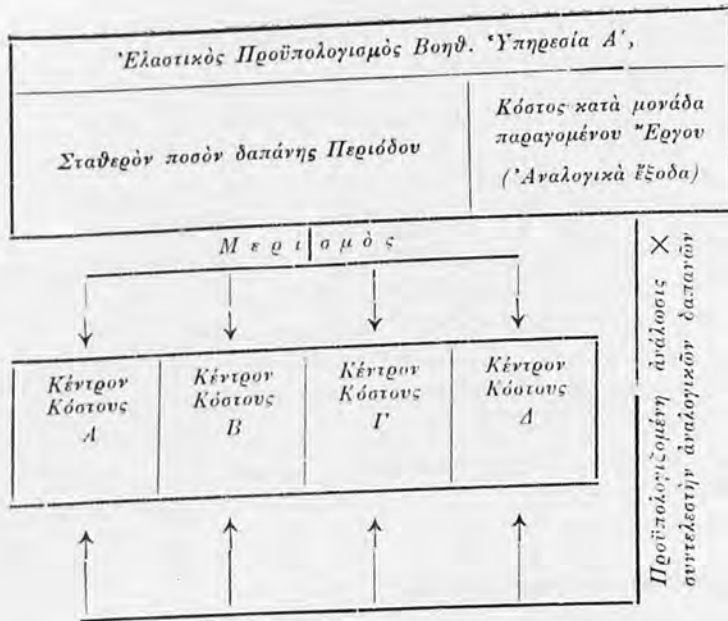 Ἐλαστικὸς Προϋπολογισμὸς Βοηθ. Ὑπηρεσία Α΄,
Σταθερὸν ποσὸν δαπάνης Περιόδου
Κόστος κατὰ μονάδα
παραγομένου Ἔργου
(Ἀναλογικὰ ἔξοδα)
Μερισμὸς
Κέντρον
Κόστους
Α
Κέντρον
Κόστους
Β
Κέντρον
Κόστους
Γ
Κέντρον
Κόστους
Δ
Προϋπολογιζομένη ἀνάλωσις ×
συντελεστὴν ἀναλογικῶν δαπανῶν